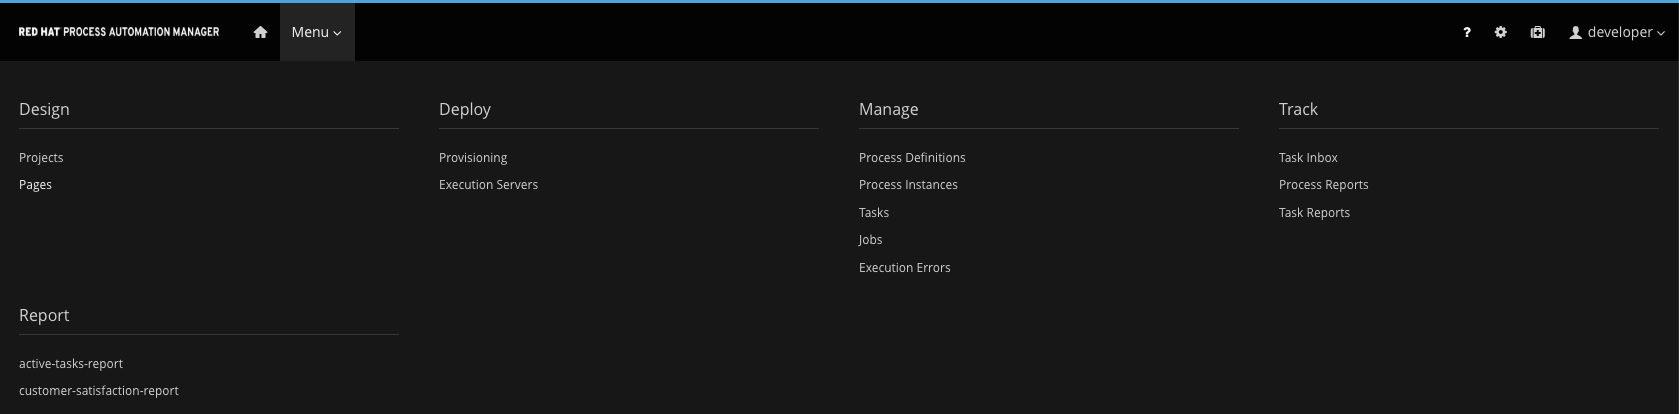 RED HAT PROCESS AUTOMATION MANAGER Menu ? developer
Design
Projects
Pages
Deploy
Provisioning
Execution Servers
Manage
Process Definitions
Process Instances
Tasks
Jobs
Execution Errors
Track
Task Inbox
Process Reports
Task Reports
Report
active-tasks-report
customer-satisfaction-report